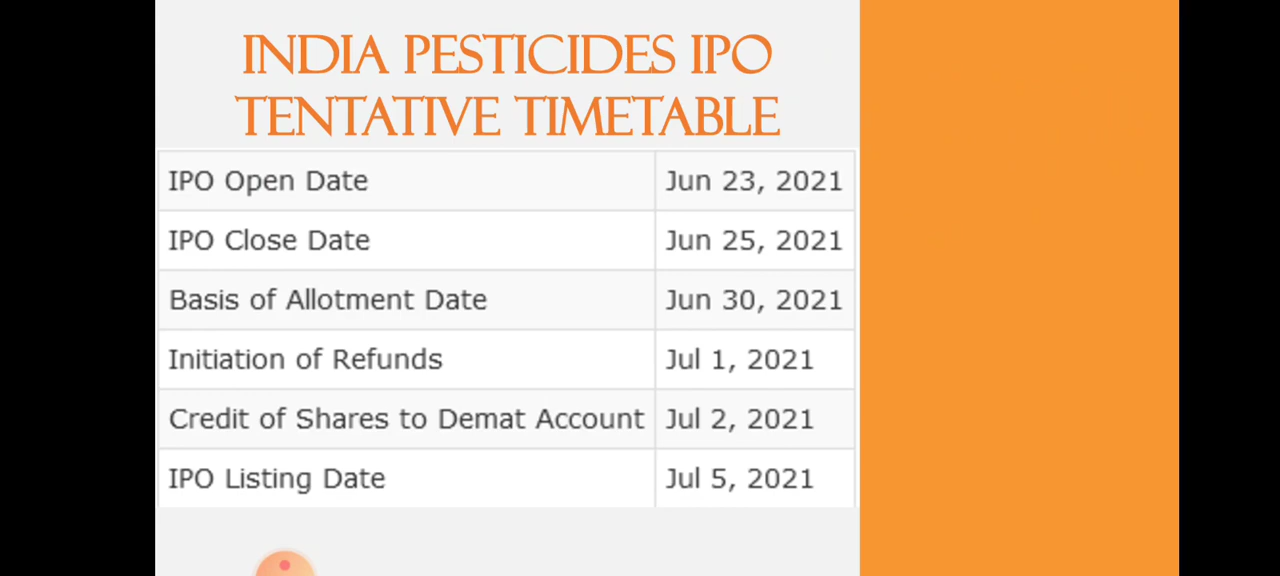 INDIA PESTICIDES IPO
TENTATIVE TIMETABLE
IPO Open Date Jun 23, 2021
IPO Close Date Jun 25, 2021
Basis of Allotment Date Jun 30, 2021
Initiation of Refunds Jul 1, 2021
Credit of Shares to Demat Account Jul 2, 2021
IPO Listing Date Jul 5, 2021